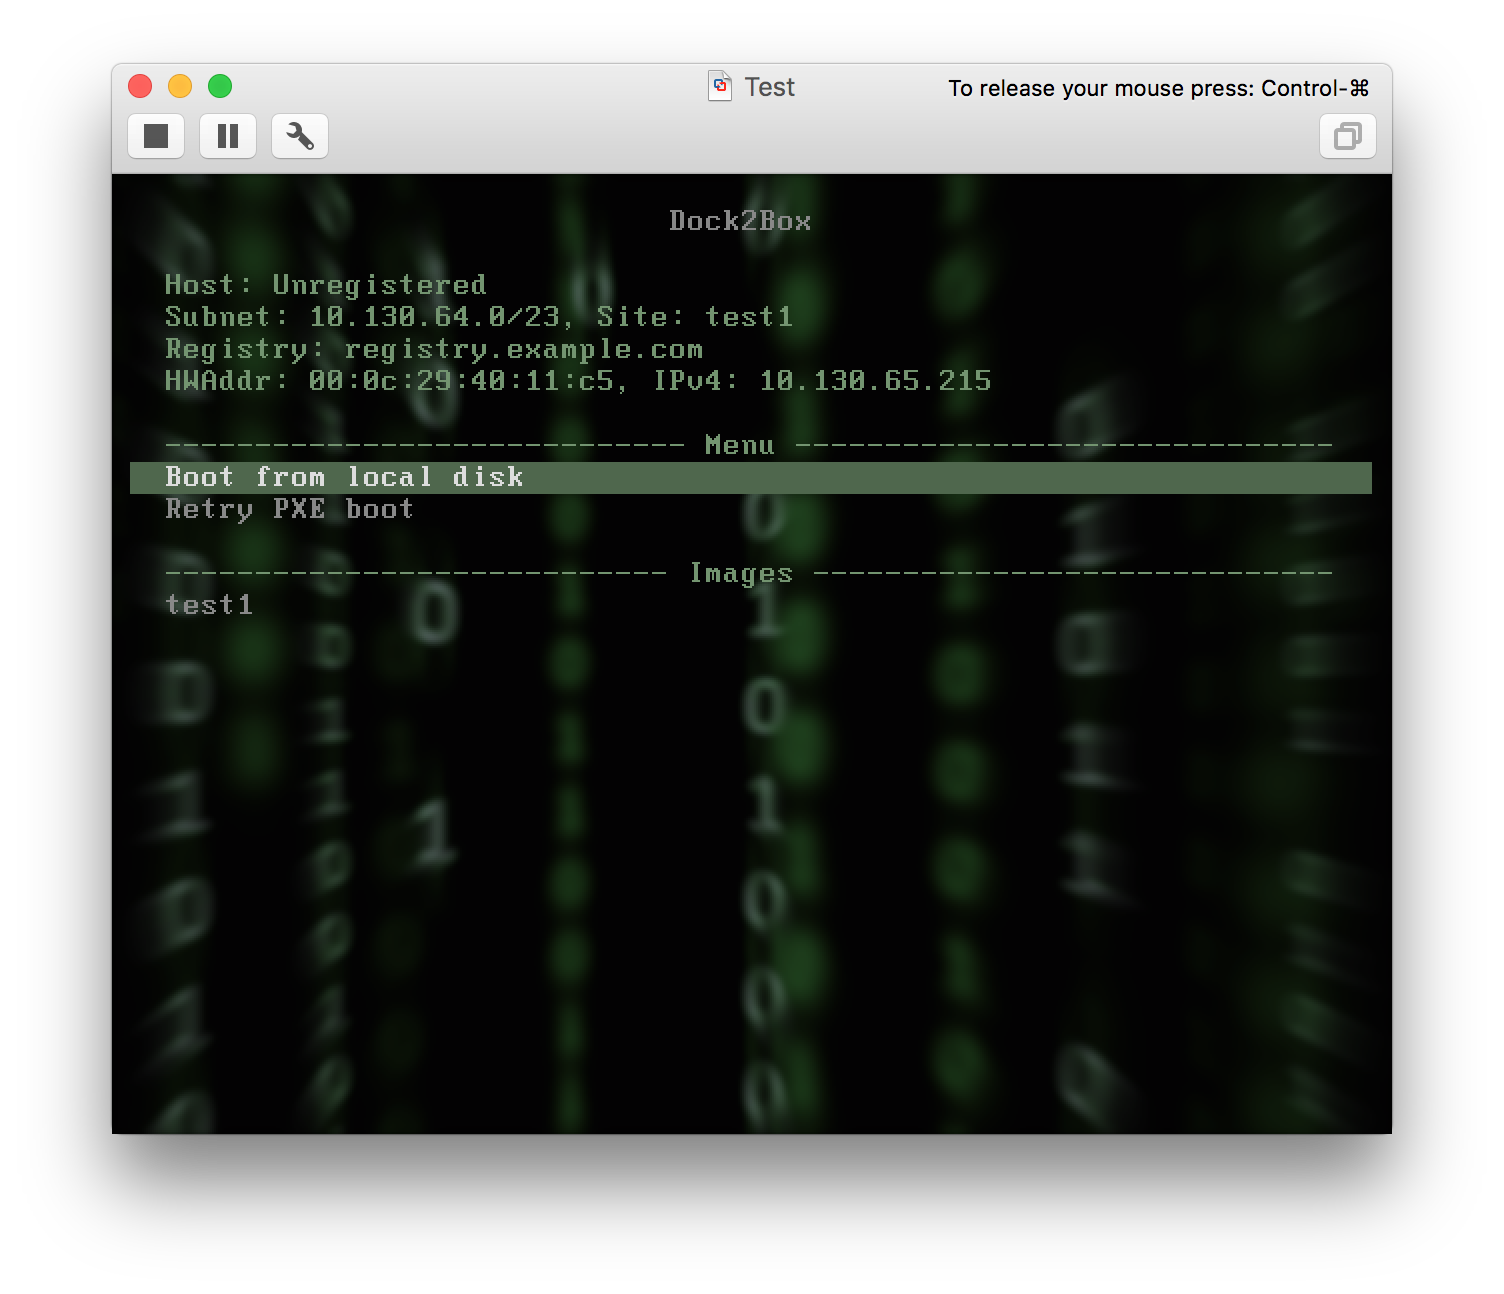 Test
To release your mouse press: Control-⌘
Dock2Box
Host: Unregistered
Subnet: 10.130.64.0/23, Site: test1
Registry: registry.example.com
HWAddr: 00:0c:29:40:11:c5, IPv4: 10.130.65.215
----------------------------- Menu ------------------------------
Boot from local disk
Retry PXE boot
---------------------------- Images -----------------------------
test1